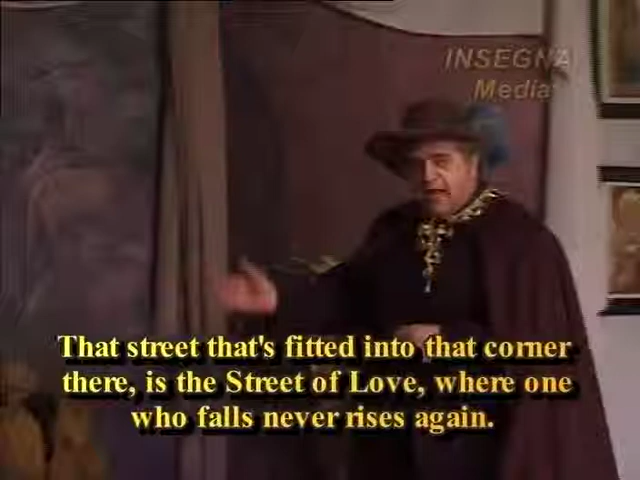 INSEGNA
Media
That street that's fitted into that corner
there, is the Street of Love, where one
who falls never rises again.